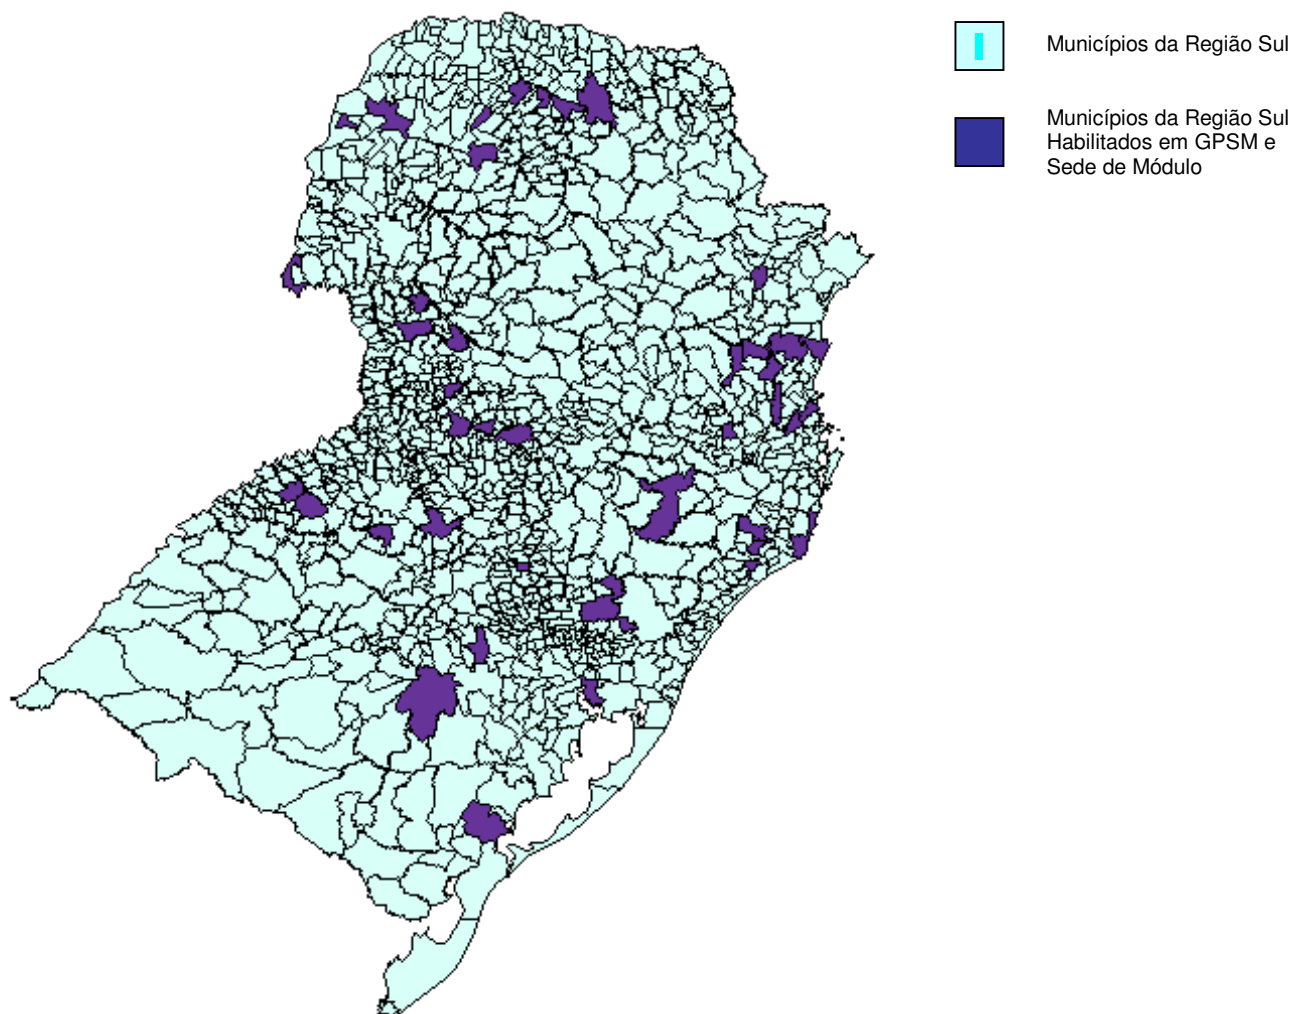 Municípios da Região Sul
Municípios da Região Sul
Habilitados em GPSM e
Sede de Módulo